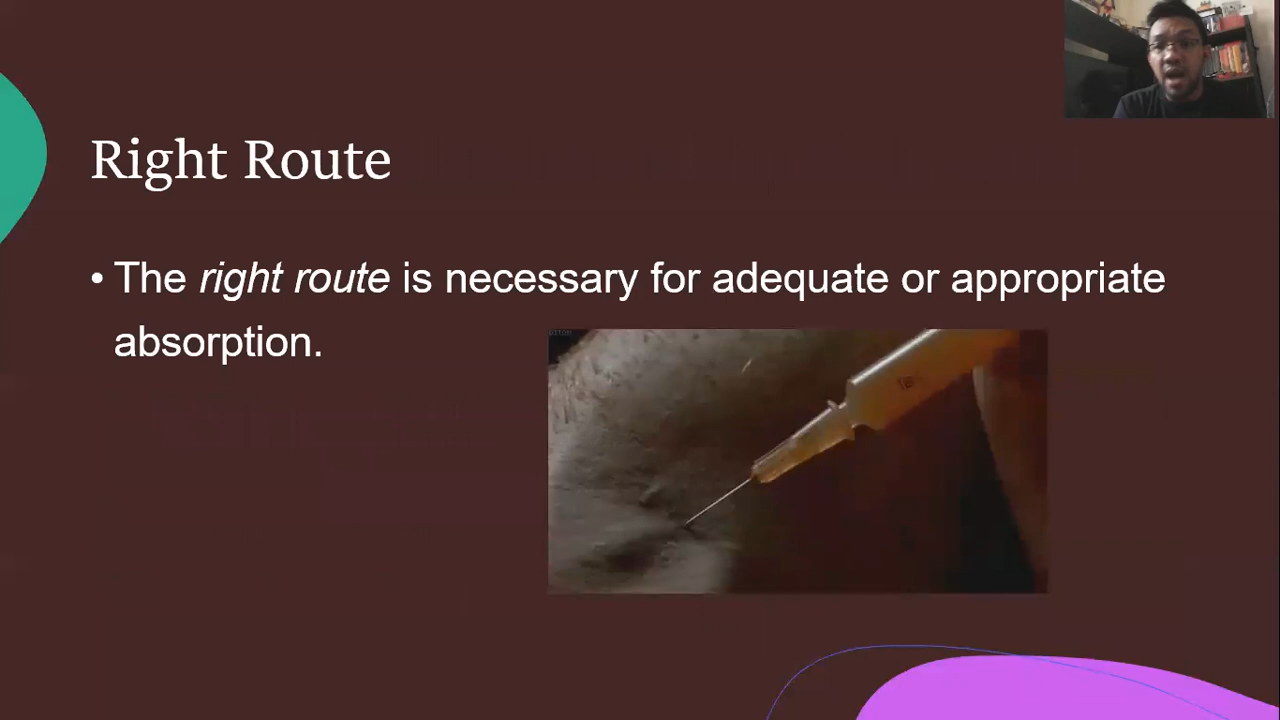 Right Route
• The right route is necessary for adequate or appropriate
absorption.